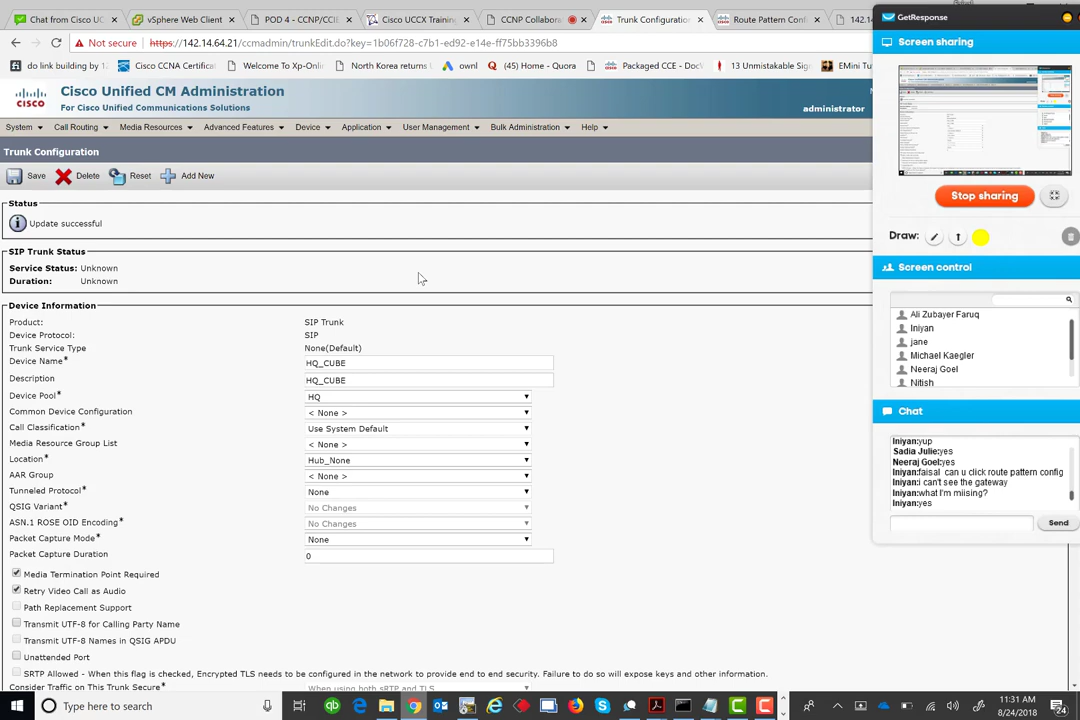 Chat from Cisco UC
vSphere Web Client
POD 4 - CCNP/CCIE
Cisco UCCX Training
CCNP Collabora
Trunk Configuration
Route Pattern Confi
142.14
Not secure
https://142.14.64.21/ccmadmin/trunkEdit.do?key=1b06f728-c7b1-ed92-e14e-ff75bb3396b8
do link building by 1
Cisco CCNA Certifica
Welcome To Xp-Onli
North Korea returns
ownl
(45) Home - Quora
Packaged CCE - Doc
13 Unmistakable Sig
EMini Tu
Cisco Unified CM Administration
For Cisco Unified Communications Solutions
administrator
System
Call Routing
Media Resources
Advanced Features
Device
Application
User Management
Bulk Administration
Help
Trunk Configuration
Save
Delete
Reset
Add New
Status
Update successful
SIP Trunk Status
Service Status: Unknown
Duration: Unknown
Device Information
Product: SIP Trunk
Device Protocol: SIP
Trunk Service Type None(Default)
Device Name* HQ_CUBE
Description HQ_CUBE
Device Pool* HQ
Common Device Configuration < None >
Call Classification* Use System Default
Media Resource Group List < None >
Location* Hub_None
AAR Group < None >
Tunneled Protocol* None
QSIG Variant* No Changes
ASN.1 ROSE OID Encoding* No Changes
Packet Capture Mode* None
Packet Capture Duration 0
Media Termination Point Required
Retry Video Call as Audio
Path Replacement Support
Transmit UTF-8 for Calling Party Name
Transmit UTF-8 Names in QSIG APDU
Unattended Port
SRTP Allowed - When this flag is checked, Encrypted TLS needs to be configured in the network to provide end to end security. Failure to do so will expose keys and other information.
Consider Traffic on This Trunk Secure* When using both sRTP and TLS
GetResponse
Screen sharing
Stop sharing
Draw:
Screen control
Ali Zubayer Faruq
Iniyan
jane
Michael Kaegler
Neeraj Goel
Nitish
Chat
Iniyan:yup
Sadia Julie:yes
Neeraj Goel:yes
Iniyan:faisal can u click route pattern config
Iniyan:i can't see the gateway
Iniyan:what I'm miising?
Iniyan:yes
Send
Type here to search
11:31 AM
8/24/2018
24